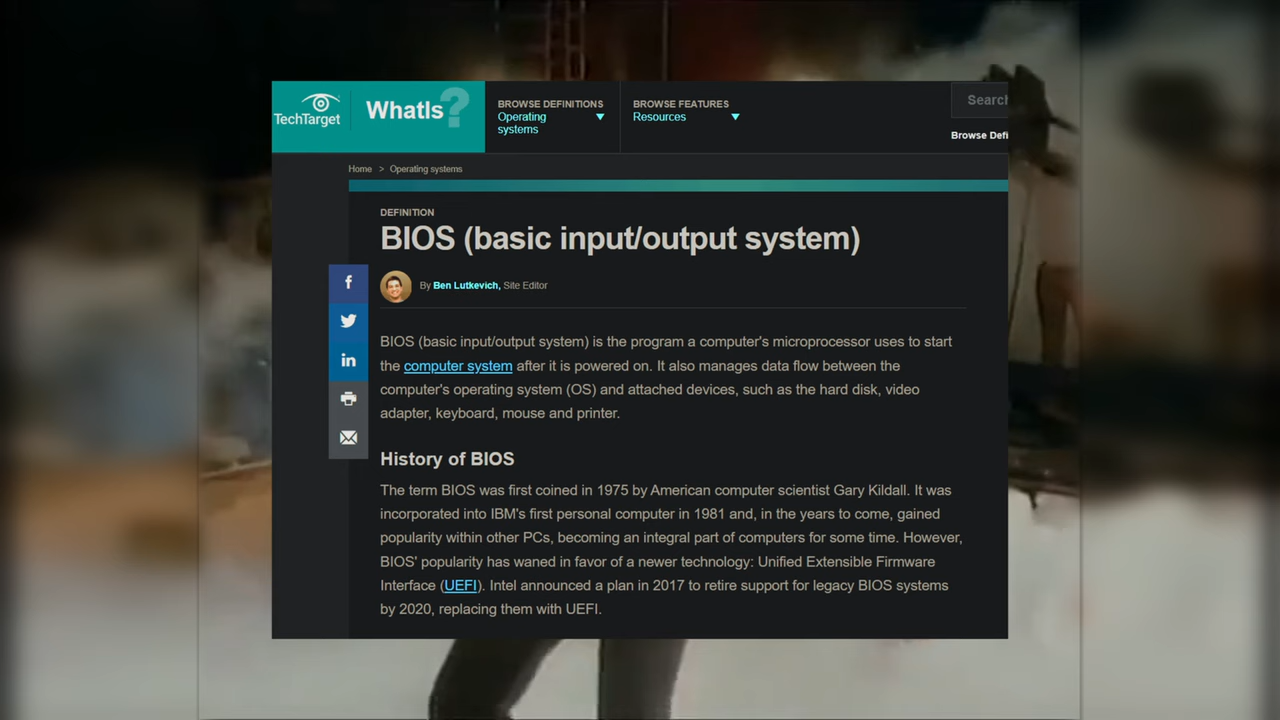 TechTarget
WhatIs?
BROWSE DEFINITIONS
Operating
systems
BROWSE FEATURES
Resources
Search
Browse Defi
Home > Operating systems
DEFINITION
BIOS (basic input/output system)
By Ben Lutkevich, Site Editor
BIOS (basic input/output system) is the program a computer's microprocessor uses to start
the computer system after it is powered on. It also manages data flow between the
computer's operating system (OS) and attached devices, such as the hard disk, video
adapter, keyboard, mouse and printer.
History of BIOS
The term BIOS was first coined in 1975 by American computer scientist Gary Kildall. It was
incorporated into IBM's first personal computer in 1981 and, in the years to come, gained
popularity within other PCs, becoming an integral part of computers for some time. However,
BIOS' popularity has waned in favor of a newer technology: Unified Extensible Firmware
Interface (UEFI). Intel announced a plan in 2017 to retire support for legacy BIOS systems
by 2020, replacing them with UEFI.